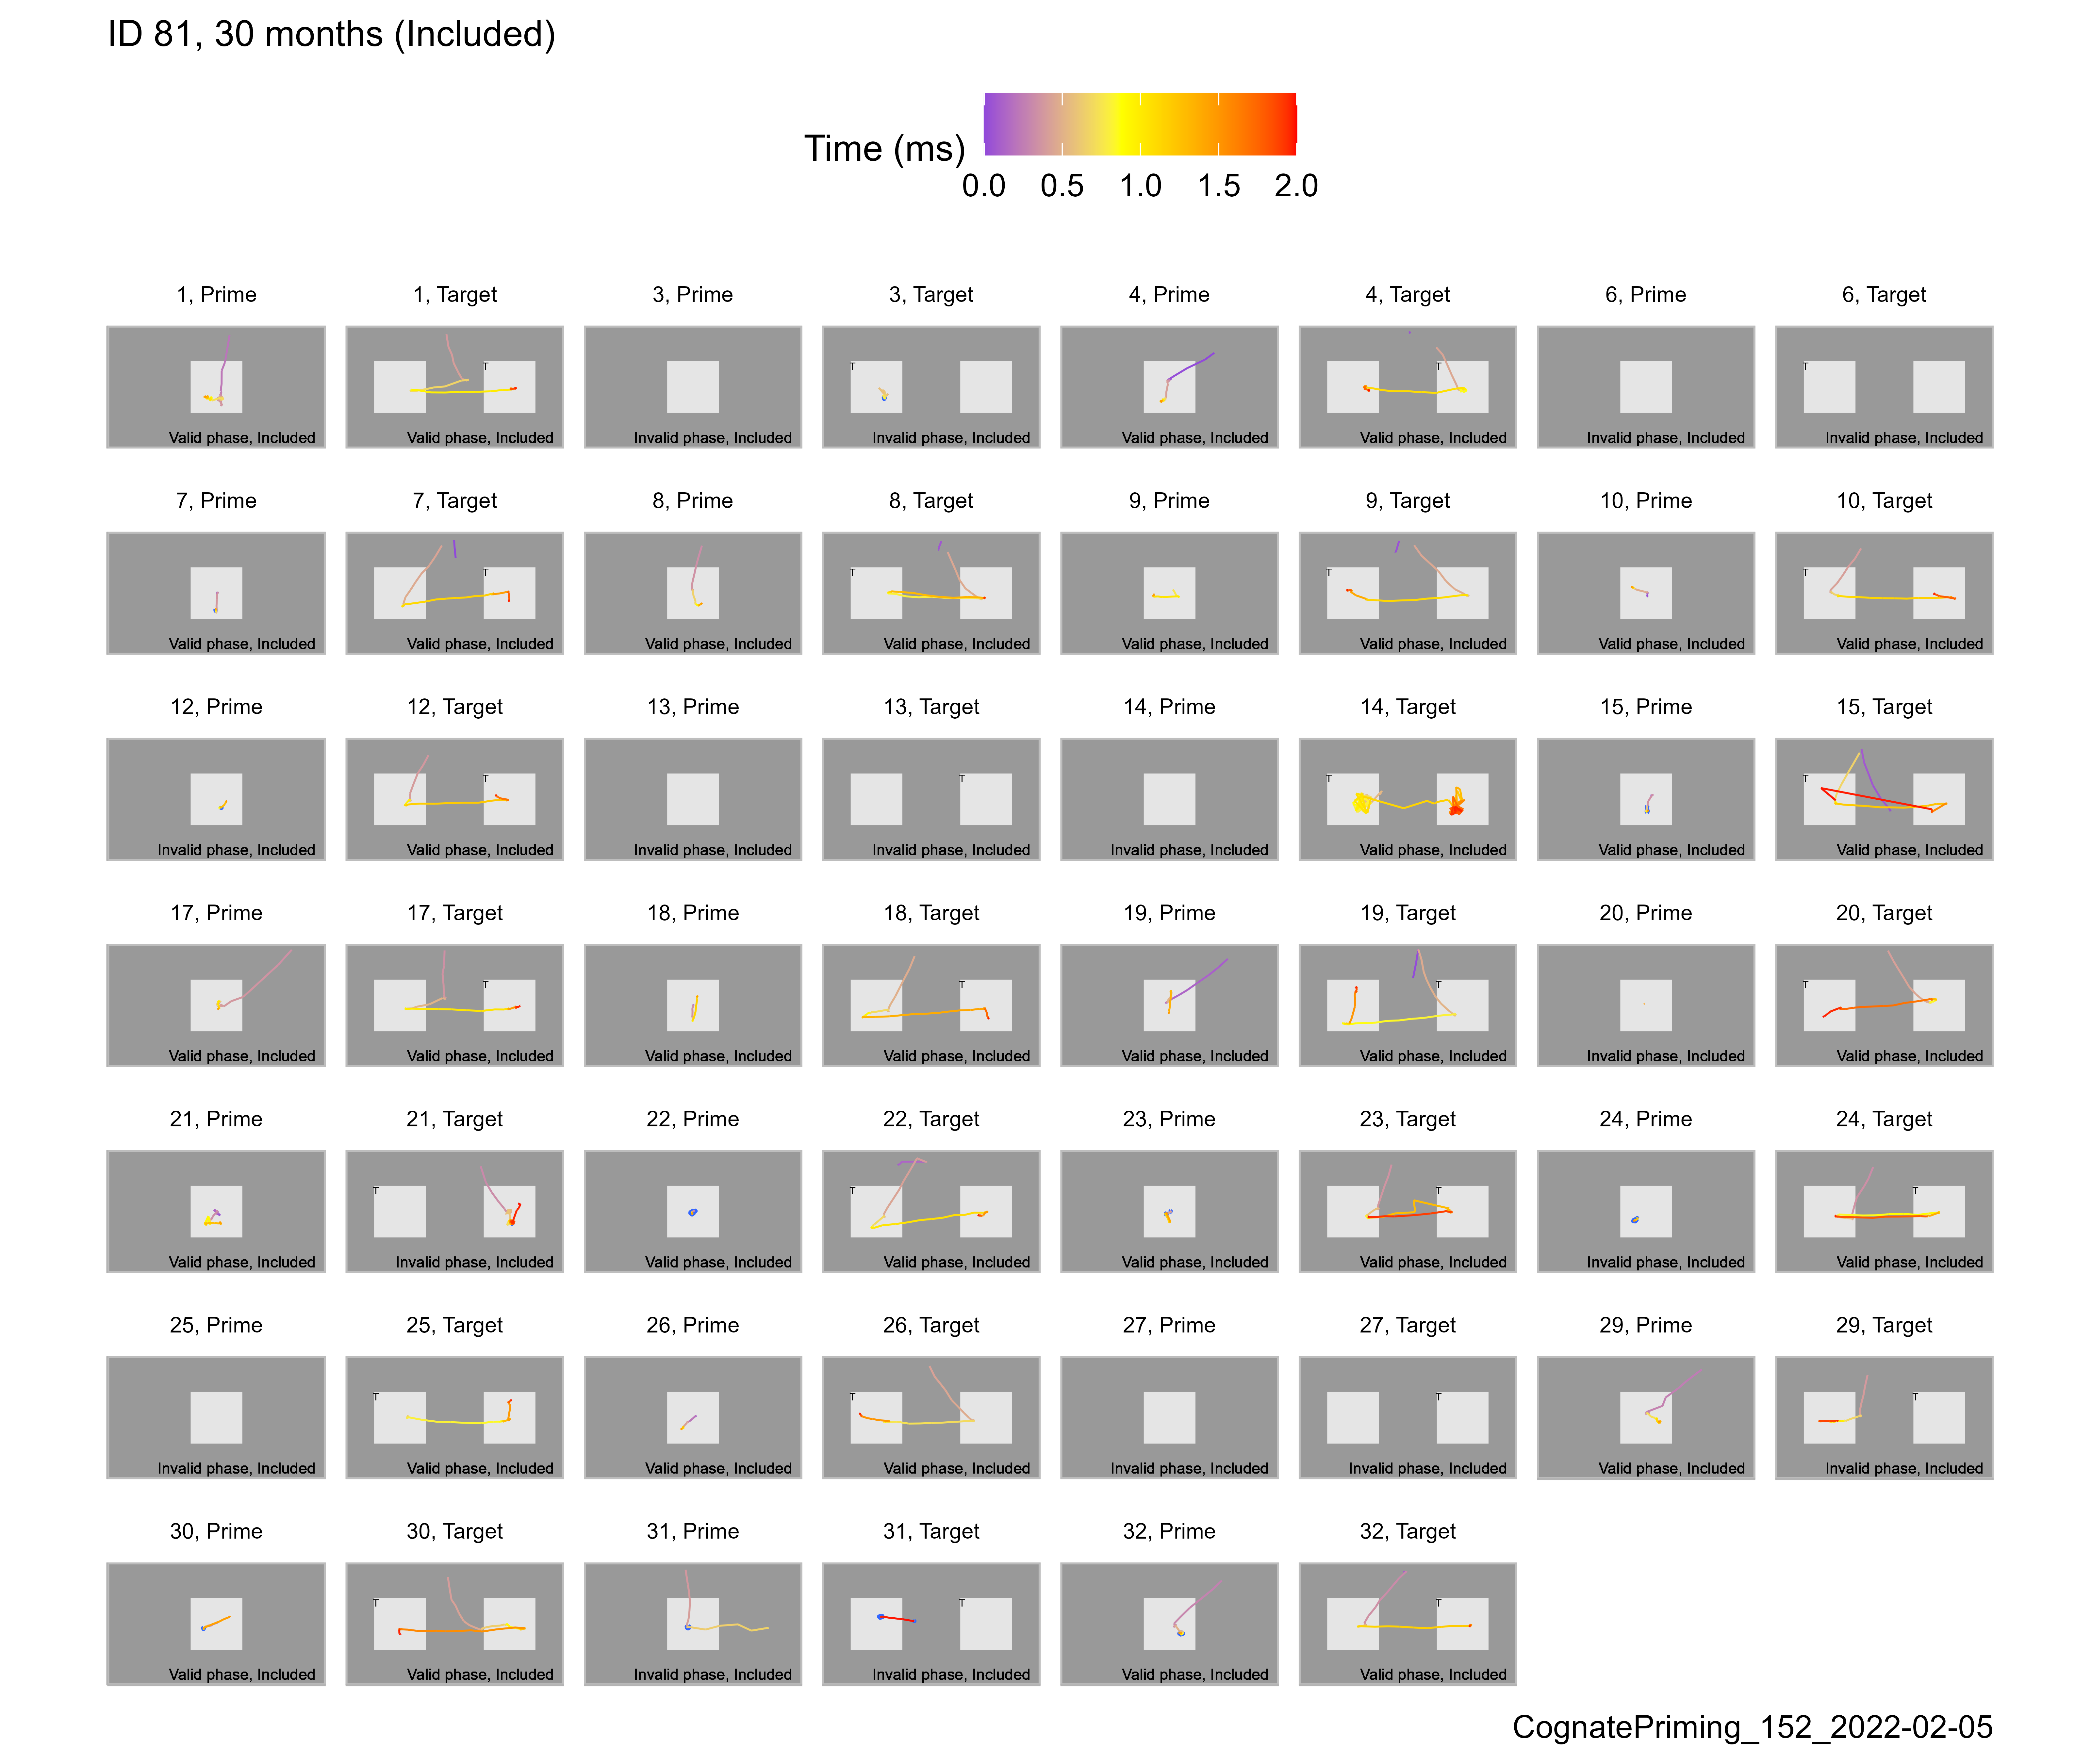 ID 81, 30 months (Included)
Time (ms)
0.0 0.5 1.0 1.5 2.0
1, Prime 1, Target 3, Prime 3, Target 4, Prime 4, Target 6, Prime 6, Target
T T T T
Valid phase, Included Valid phase, Included Invalid phase, Included Invalid phase, Included Valid phase, Included Valid phase, Included Invalid phase, Included Invalid phase, Included
7, Prime 7, Target 8, Prime 8, Target 9, Prime 9, Target 10, Prime 10, Target
T T T T
Valid phase, Included Valid phase, Included Valid phase, Included Valid phase, Included Valid phase, Included Valid phase, Included Valid phase, Included Valid phase, Included
12, Prime 12, Target 13, Prime 13, Target 14, Prime 14, Target 15, Prime 15, Target
T T T T
Invalid phase, Included Valid phase, Included Invalid phase, Included Invalid phase, Included Invalid phase, Included Valid phase, Included Valid phase, Included Valid phase, Included
17, Prime 17, Target 18, Prime 18, Target 19, Prime 19, Target 20, Prime 20, Target
T T T T
Valid phase, Included Valid phase, Included Valid phase, Included Valid phase, Included Valid phase, Included Valid phase, Included Invalid phase, Included Valid phase, Included
21, Prime 21, Target 22, Prime 22, Target 23, Prime 23, Target 24, Prime 24, Target
T T T T
Valid phase, Included Invalid phase, Included Valid phase, Included Valid phase, Included Valid phase, Included Valid phase, Included Invalid phase, Included Valid phase, Included
25, Prime 25, Target 26, Prime 26, Target 27, Prime 27, Target 29, Prime 29, Target
T T T T
Invalid phase, Included Valid phase, Included Valid phase, Included Valid phase, Included Invalid phase, Included Invalid phase, Included Valid phase, Included Invalid phase, Included
30, Prime 30, Target 31, Prime 31, Target 32, Prime 32, Target
T T T
Valid phase, Included Valid phase, Included Invalid phase, Included Invalid phase, Included Valid phase, Included Valid phase, Included
CognatePriming_152_2022-02-05